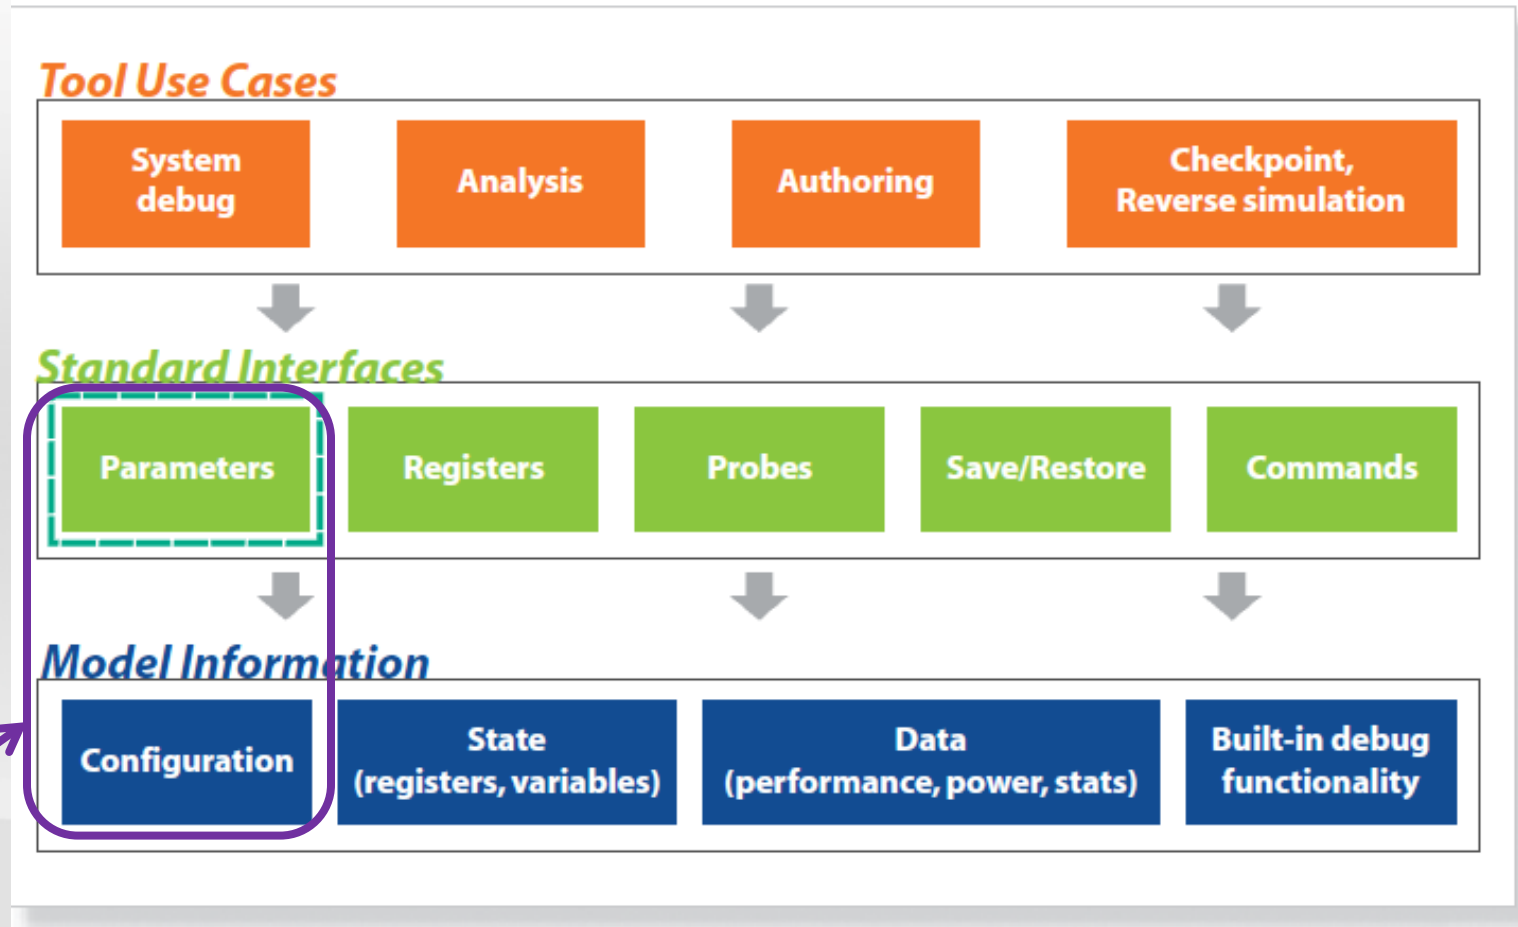 Tool Use Cases
System
debug
Analysis
Authoring
Checkpoint,
Reverse simulation
Standard Interfaces
Parameters
Registers
Probes
Save/Restore
Commands
Model Information
Configuration
State
(registers, variables)
Data
(performance, power, stats)
Built-in debug
functionality